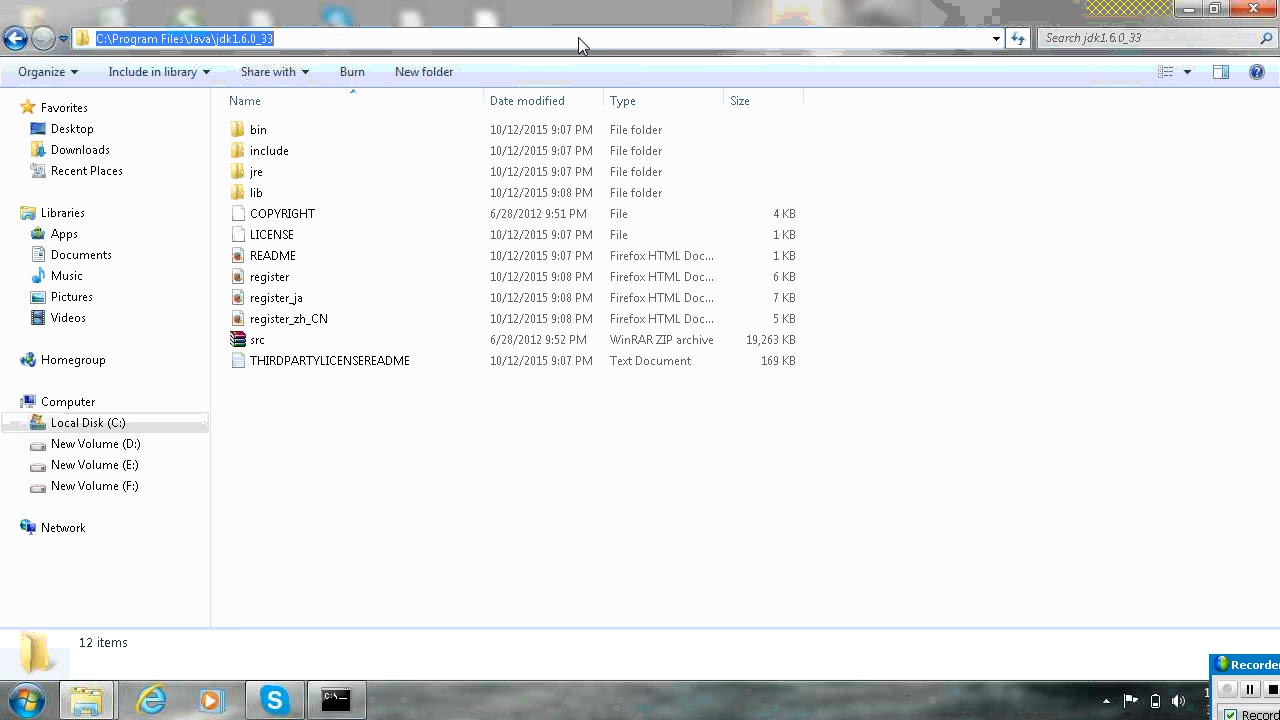 C:\Program Files\Java\jdk1.6.0_33 Search jdk1.6.0_33
Organize Include in library Share with Burn New folder
Name Date modified Type Size
Favorites
Desktop
Downloads
Recent Places
Libraries
Apps
Documents
Music
Pictures
Videos
Homegroup
Computer
Local Disk (C:)
New Volume (D:)
New Volume (E:)
New Volume (F:)
Network
bin 10/12/2015 9:07 PM File folder
include 10/12/2015 9:07 PM File folder
jre 10/12/2015 9:07 PM File folder
lib 10/12/2015 9:08 PM File folder
COPYRIGHT 6/28/2012 9:51 PM File 4 KB
LICENSE 10/12/2015 9:07 PM File 1 KB
README 10/12/2015 9:07 PM Firefox HTML Doc... 1 KB
register 10/12/2015 9:08 PM Firefox HTML Doc... 6 KB
register_ja 10/12/2015 9:08 PM Firefox HTML Doc... 7 KB
register_zh_CN 10/12/2015 9:08 PM Firefox HTML Doc... 5 KB
src 6/28/2012 9:52 PM WinRAR ZIP archive 19,263 KB
THIRDPARTYLICENSEREADME 10/12/2015 9:07 PM Text Document 169 KB
12 items
Recorder
Record